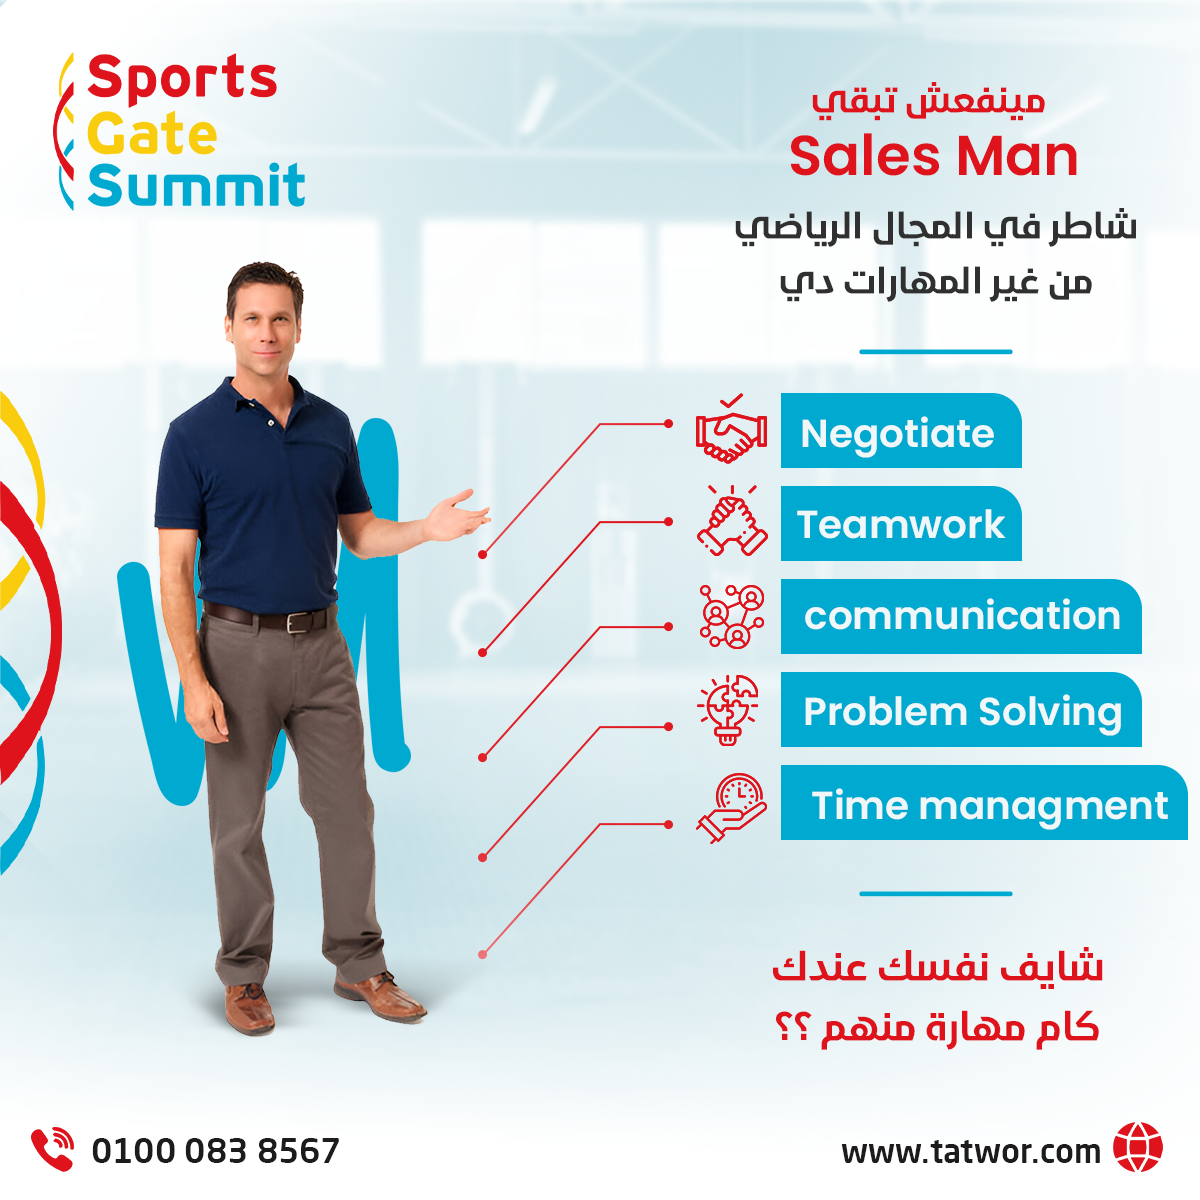 Sports
Gate
Summit
مينفعش تبقي
Sales Man
شاطر في المجال الرياضي
من غير المهارات دي
Negotiate
Teamwork
communication
Problem Solving
Time managment
شايف نفسك عندك
كام مهارة منهم ؟؟
0100 083 8567
www.tatwor.com